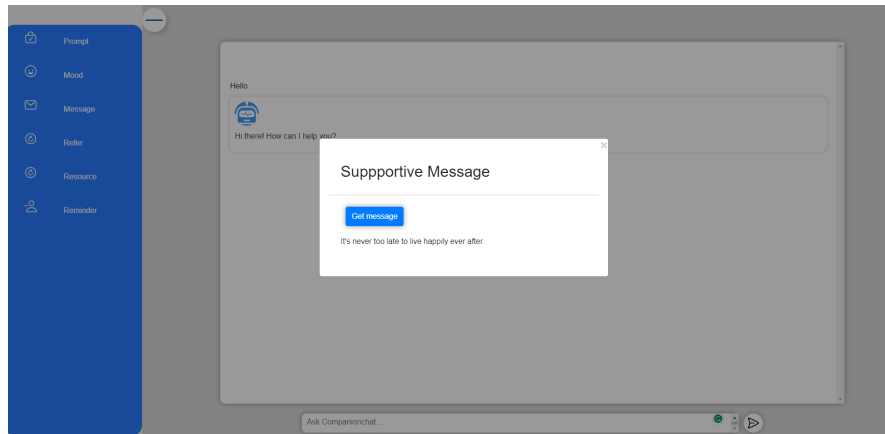 Prompt
Mood
Message
Refer
Resource
Reminder
Hello
Hi there! How can I help you?
×
Suppportive Message
Get message
It's never too late to live happily ever after.
Ask Companionchat...